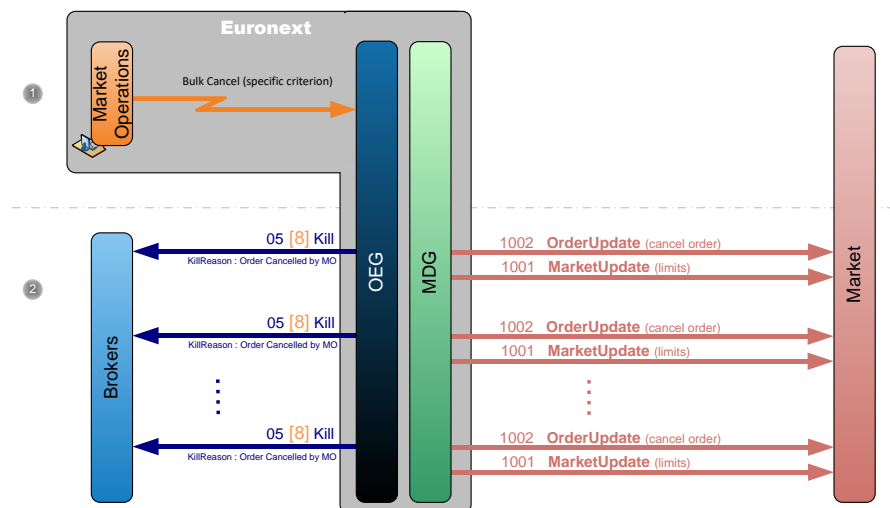 Euronext
1
Market Operations
Bulk Cancel (specific criterion)
OEG
MDG
Market
2
Brokers
05 [8] Kill
KillReason : Order Cancelled by MO
1002 OrderUpdate (cancel order)
1001 MarketUpdate (limits)
05 [8] Kill
KillReason : Order Cancelled by MO
1002 OrderUpdate (cancel order)
1001 MarketUpdate (limits)
05 [8] Kill
KillReason : Order Cancelled by MO
1002 OrderUpdate (cancel order)
1001 MarketUpdate (limits)